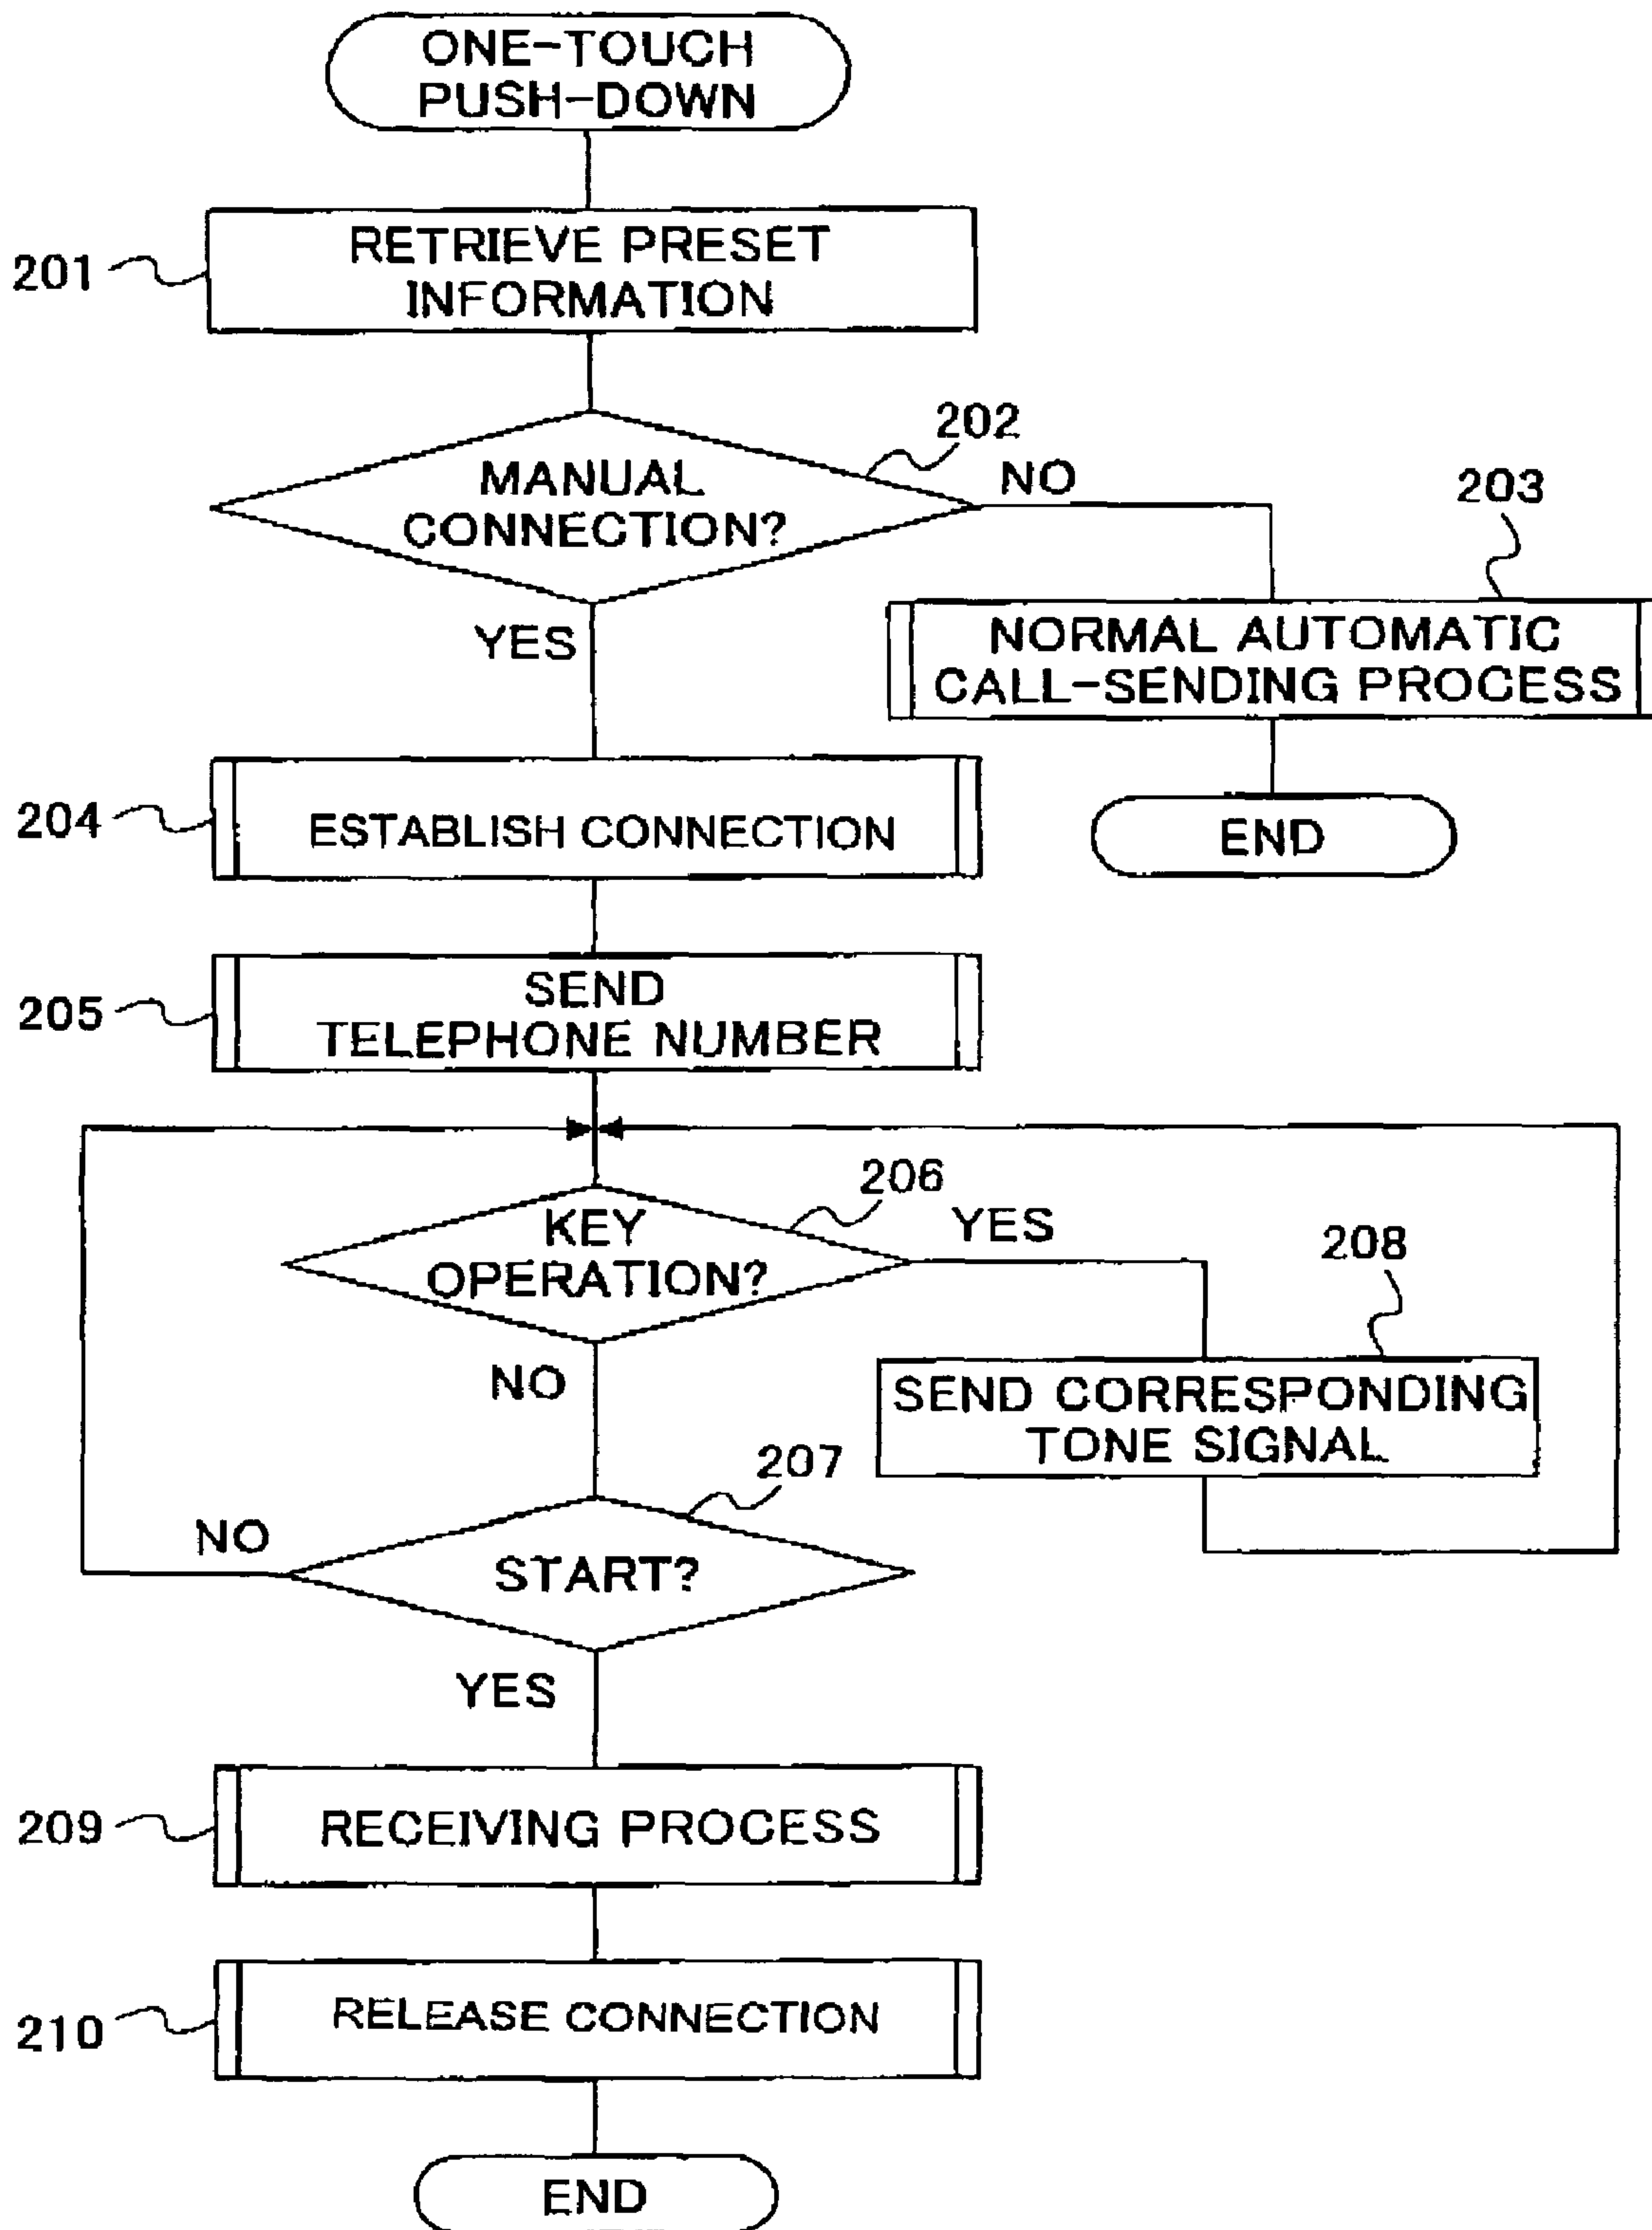 ONE-TOUCH
PUSH-DOWN
201
RETRIEVE PRESET
INFORMATION
202
MANUAL
CONNECTION?
NO
YES
203
NORMAL AUTOMATIC
CALL-SENDING PROCESS
END
204
ESTABLISH CONNECTION
205
SEND
TELEPHONE NUMBER
206
KEY
OPERATION?
YES
NO
208
SEND CORRESPONDING
TONE SIGNAL
207
START?
NO
YES
209
RECEIVING PROCESS
210
RELEASE CONNECTION
END